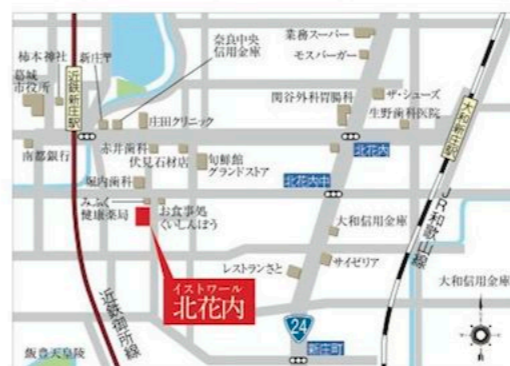 業務スーパー
モスバーガー
奈良中央
信用金庫
新庄〒
柿本神社
葛城
市役所
近鉄新庄駅
ザ・シューズ
関谷外科胃腸科
生野歯科医院
大和新庄駅
庄田クリニック
南都銀行
赤井歯科
伏見石材店
旬鮮館
グランドストア
北花内
堀内歯科
北花内中
みふく
健康薬局
お食事処
くいしんぼう
大和信用金庫
JR和歌山線
サイゼリア
レストランさと
大和信用金庫
イストワール
北花内
近鉄御所線
24
新庄町
飯豊天皇陵